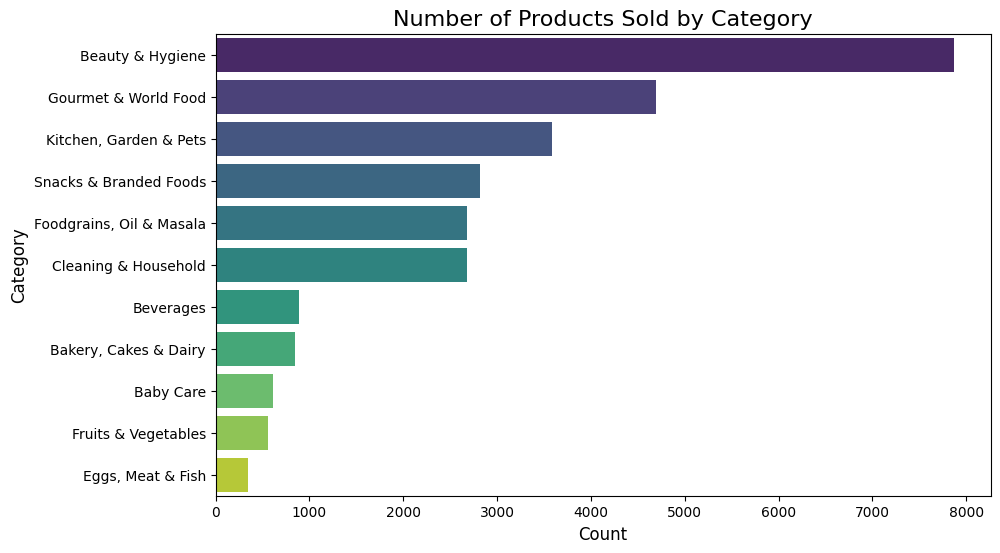 Number of Products Sold by Category
Beauty & Hygiene
Gourmet & World Food
Kitchen, Garden & Pets
Snacks & Branded Foods
Foodgrains, Oil & Masala
Cleaning & Household
Beverages
Bakery, Cakes & Dairy
Baby Care
Fruits & Vegetables
Eggs, Meat & Fish
Category
0 1000 2000 3000 4000 5000 6000 7000 8000
Count